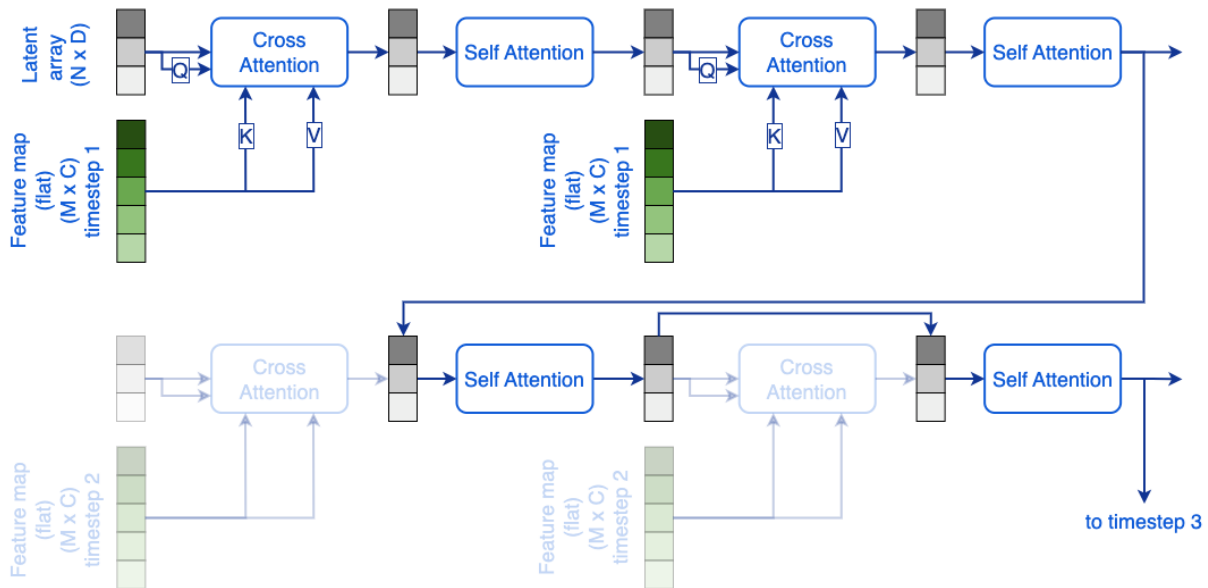 Latent
array
(N x D)
Q
Cross
Attention
Self Attention
Q
Cross
Attention
Self Attention
K
V
K
V
Feature map
(flat)
(M x C)
timestep 1
Feature map
(flat)
(M x C)
timestep 1
Cross
Attention
Self Attention
Cross
Attention
Self Attention
Feature map
(flat)
(M x C)
timestep 2
Feature map
(flat)
(M x C)
timestep 2
to timestep 3